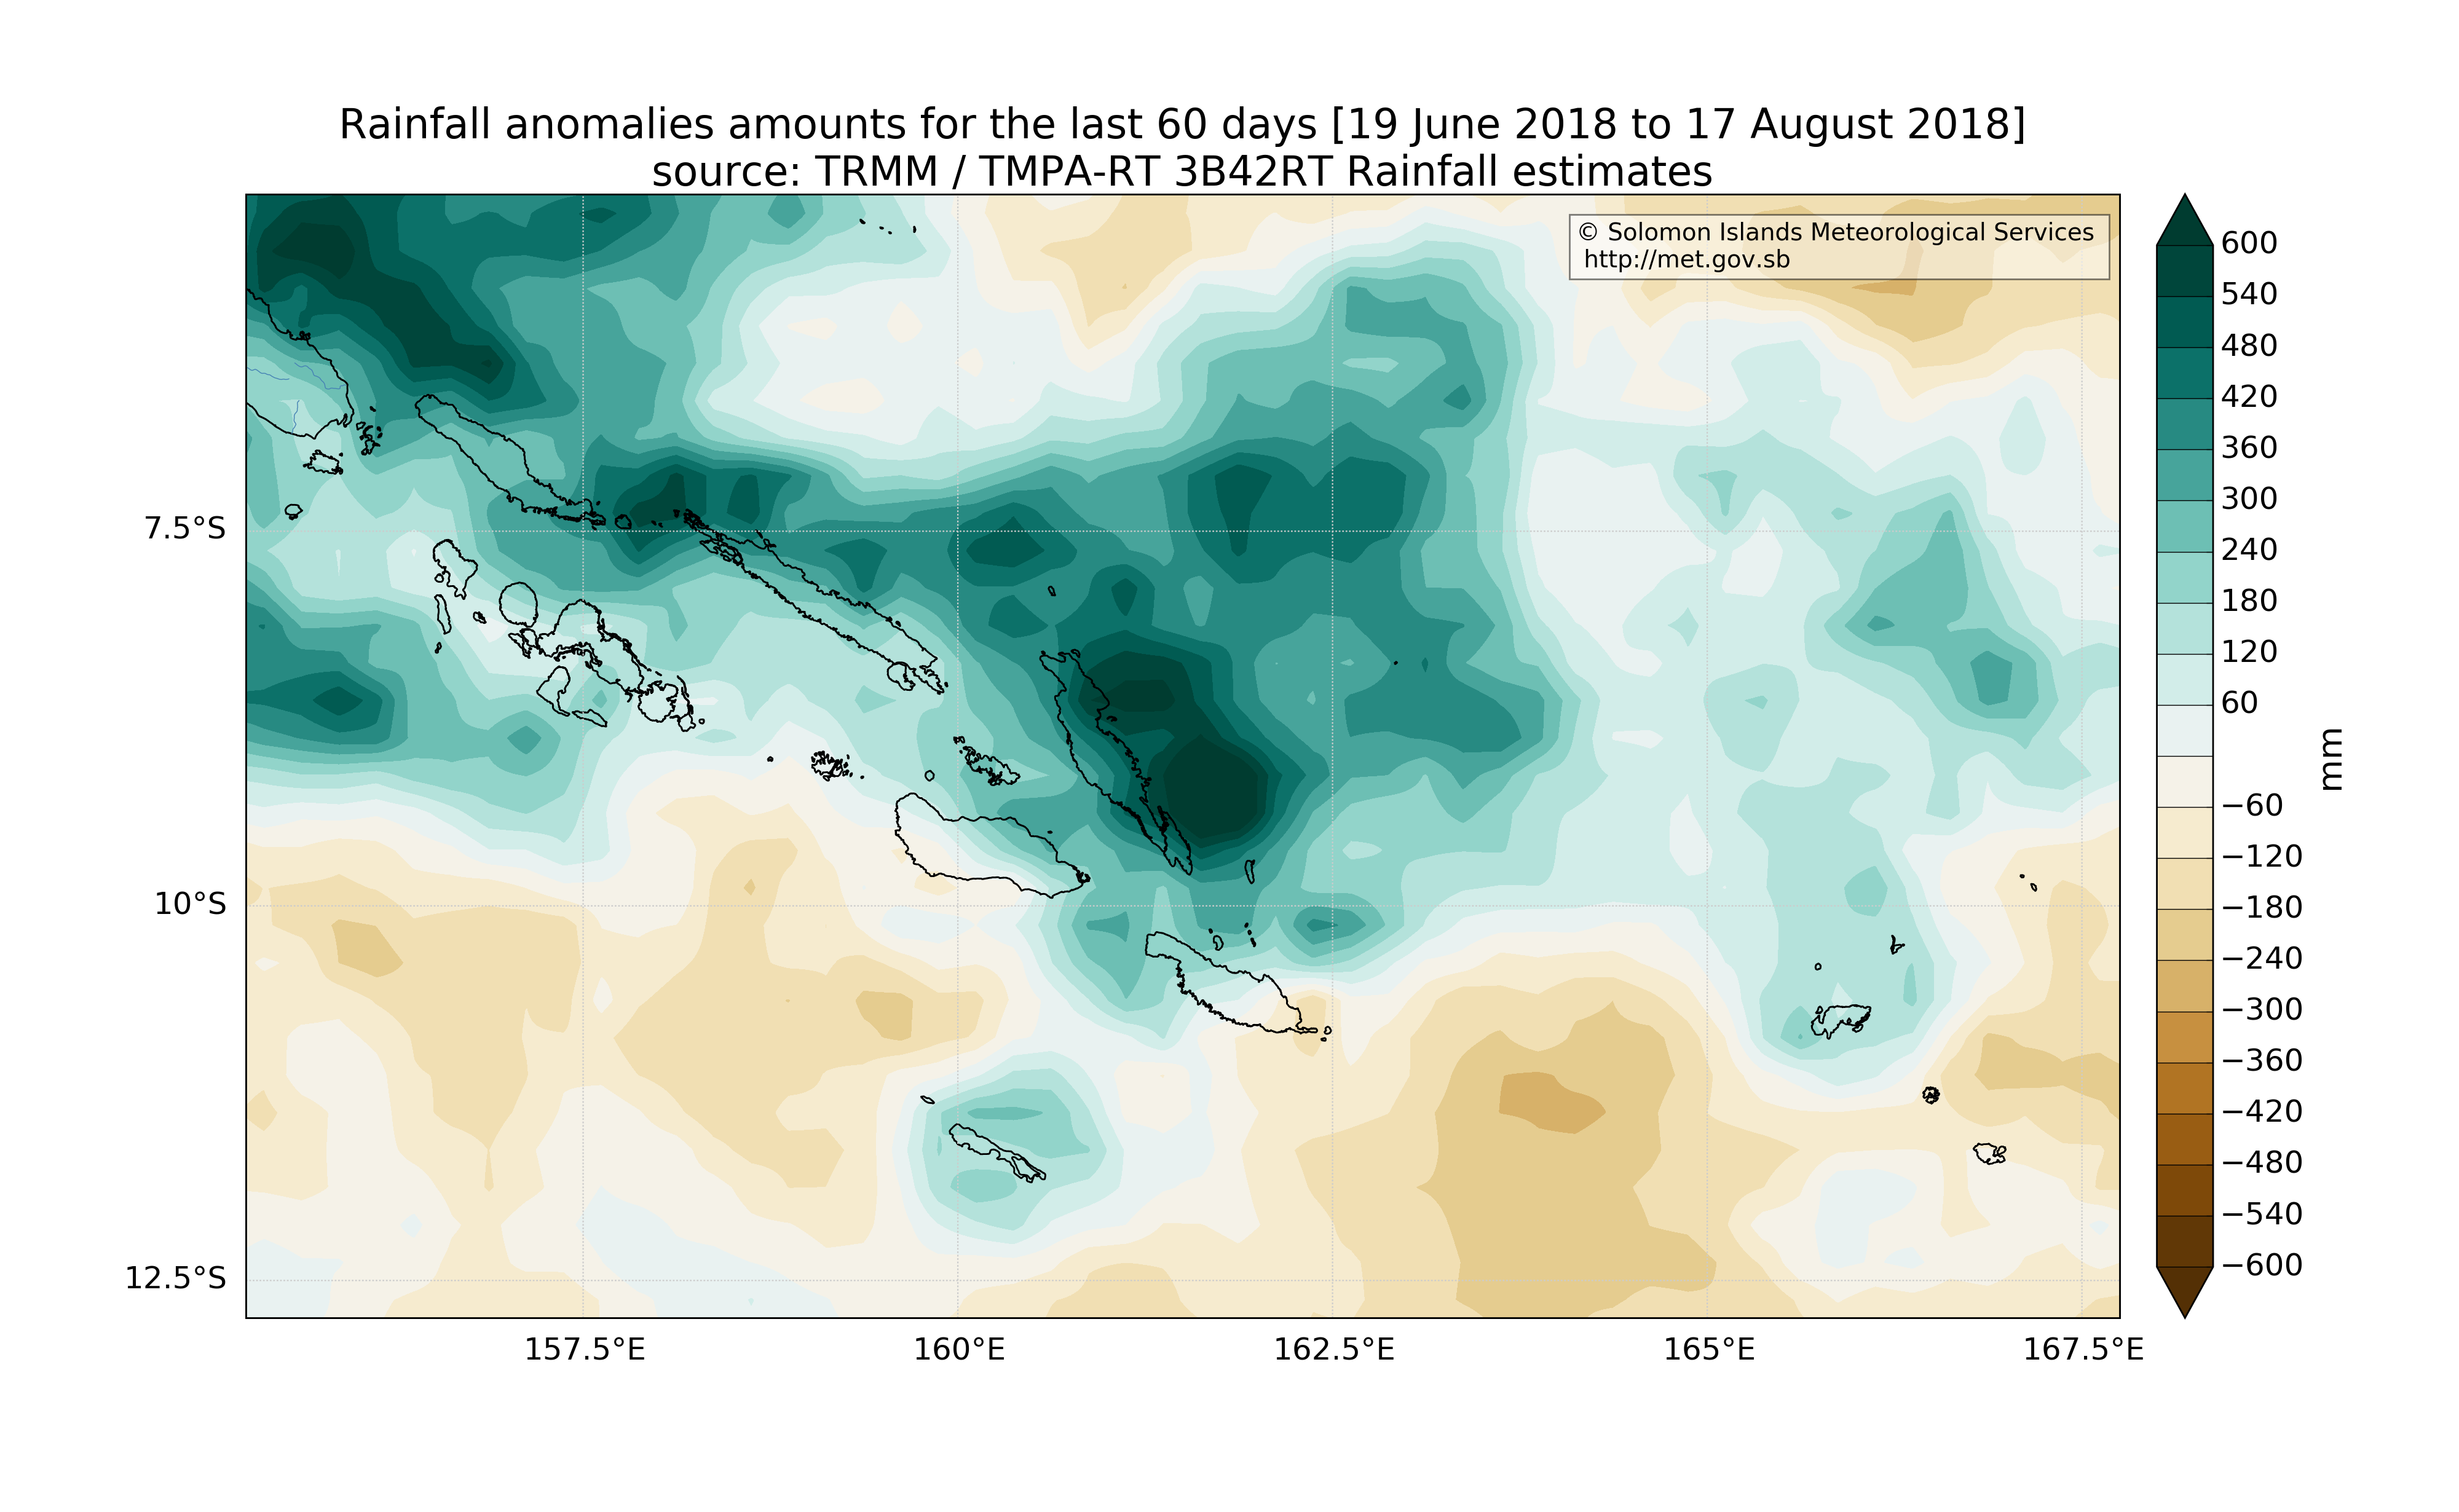 Rainfall anomalies amounts for the last 60 days [19 June 2018 to 17 August 2018]
source: TRMM / TMPA-RT 3B42RT Rainfall estimates
© Solomon Islands Meteorological Services
http://met.gov.sb
7.5°S
10°S
12.5°S
157.5°E
160°E
162.5°E
165°E
167.5°E
600
540
480
420
360
300
240
180
120
60
−60
−120
−180
−240
−300
−360
−420
−480
−540
−600
mm